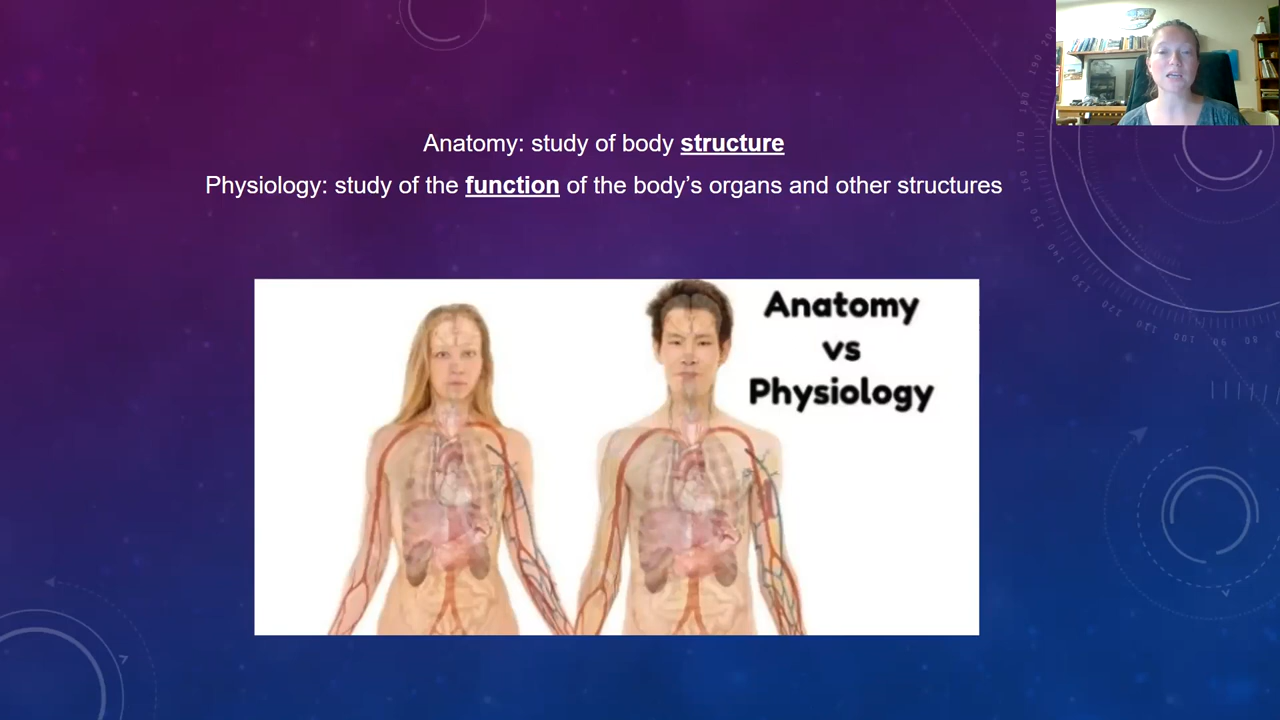 Anatomy: study of body structure
Physiology: study of the function of the body’s organs and other structures
Anatomy
vs
Physiology